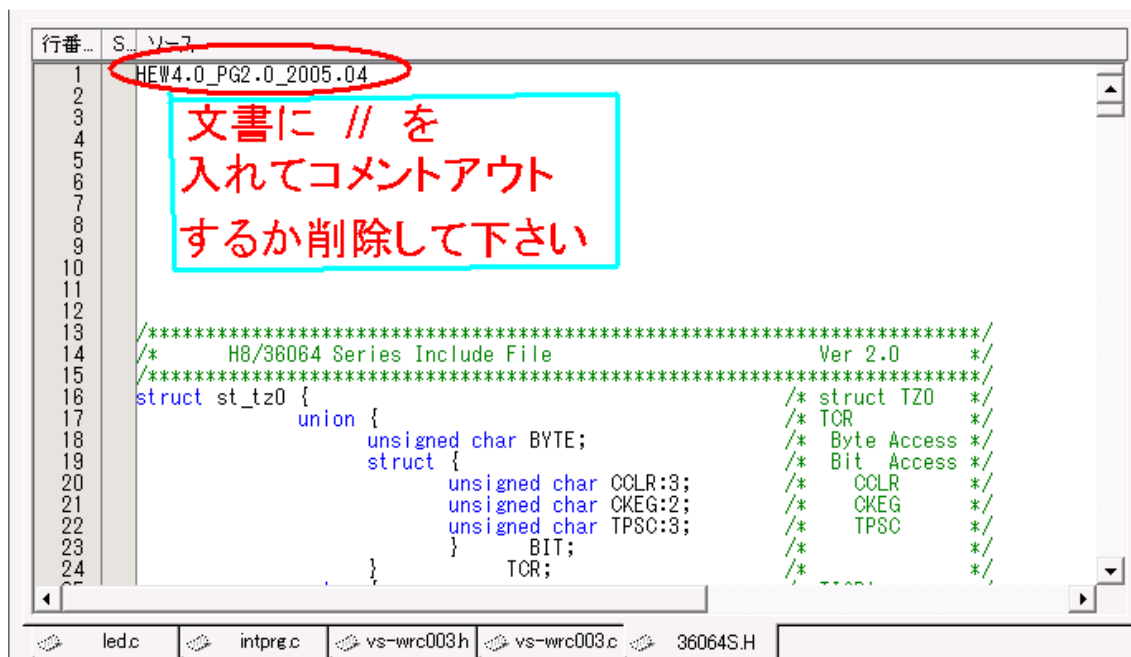 行番... S... ソース
1 HEW4.0_PG2.0_2005.04
2
3
4
5
6
7
8
9
10
11
12
文書に // を
入れてコメントアウト
するか削除して下さい
13 /************************************************************************/
14 /* H8/36064 Series Include File Ver 2.0 */
15 /************************************************************************/
16 struct st_tz0 { /* struct TZ0 */
17 union { /* TCR */
18 unsigned char BYTE; /* Byte Access */
19 struct { /* Bit Access */
20 unsigned char CCLR:3; /* CCLR */
21 unsigned char CKEG:2; /* CKEG */
22 unsigned char TPSC:3; /* TPSC */
23 } BIT; /* */
24 } TCR; /* */
led.c intprg.c vs-wrc003.h vs-wrc003.c 36064S.H